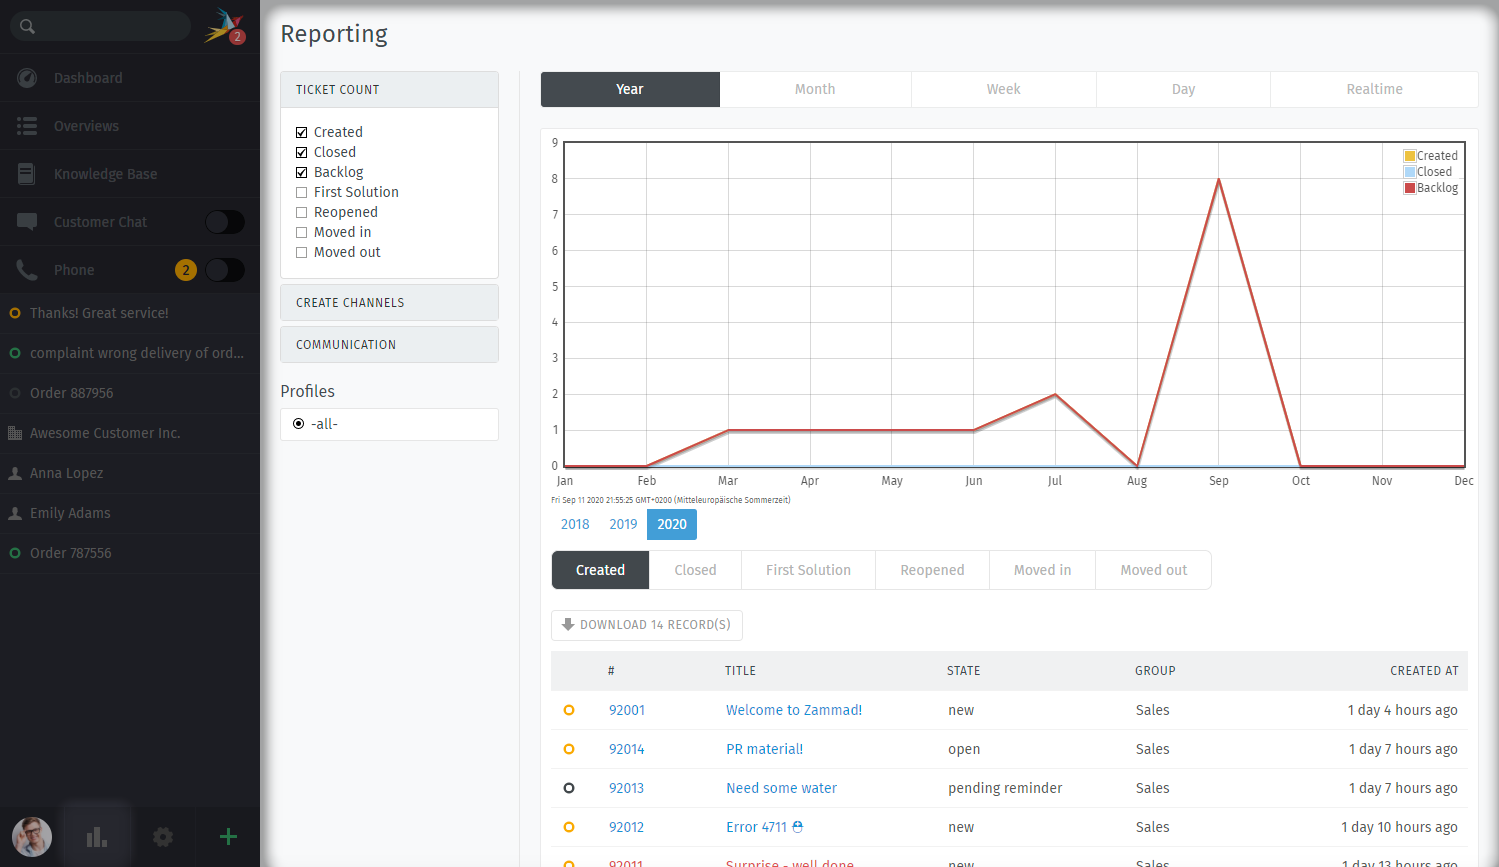 2
Dashboard
Overviews
Knowledge Base
Customer Chat
Phone 2
Thanks! Great service!
complaint wrong delivery of ord...
Order 887956
Awesome Customer Inc.
Anna Lopez
Emily Adams
Order 787556
Reporting
TICKET COUNT
Created
Closed
Backlog
First Solution
Reopened
Moved in
Moved out
CREATE CHANNELS
COMMUNICATION
Profiles
-all-
Year Month Week Day Realtime
9
8
7
6
5
4
3
2
1
0
Created
Closed
Backlog
Jan Feb Mar Apr May Jun Jul Aug Sep Oct Nov Dec
Fri Sep 11 2020 21:55:25 GMT+0200 (Mitteleuropäische Sommerzeit)
2018 2019 2020
Created Closed First Solution Reopened Moved in Moved out
DOWNLOAD 14 RECORD(S)
# TITLE STATE GROUP CREATED AT
92001 Welcome to Zammad! new Sales 1 day 4 hours ago
92014 PR material! open Sales 1 day 7 hours ago
92013 Need some water pending reminder Sales 1 day 7 hours ago
92012 Error 4711 ⛑ new Sales 1 day 10 hours ago
92011 Surprise - well done new Sales 1 day 13 hours ago